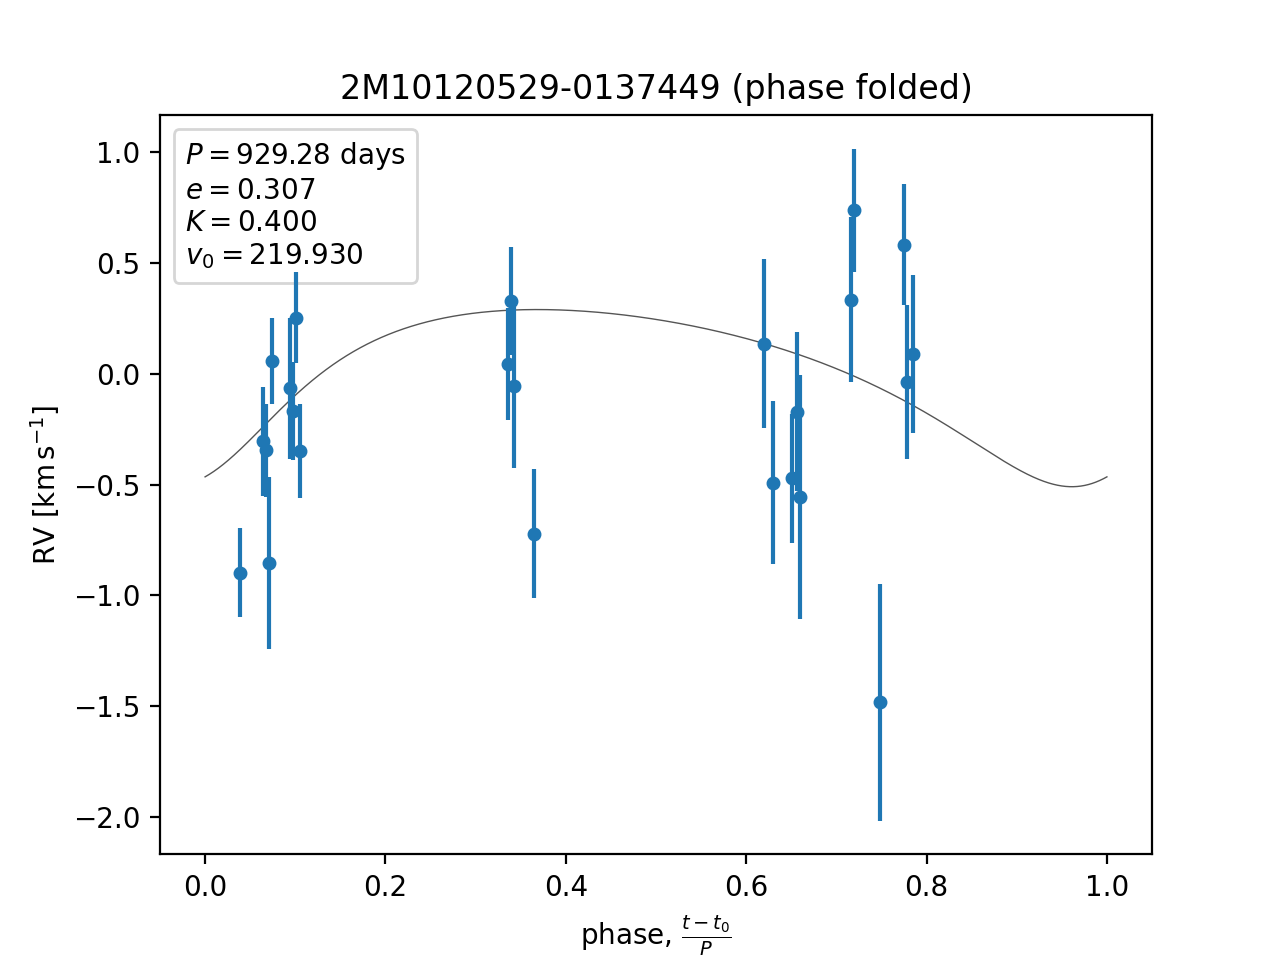 2M10120529-0137449 (phase folded)
P = 929.28 days
e = 0.307
K = 0.400
v₀ = 219.930
1.0
0.5
0.0
−0.5
−1.0
−1.5
−2.0
RV [km s⁻¹]
0.0 0.2 0.4 0.6 0.8 1.0
phase, (t − t₀)/P